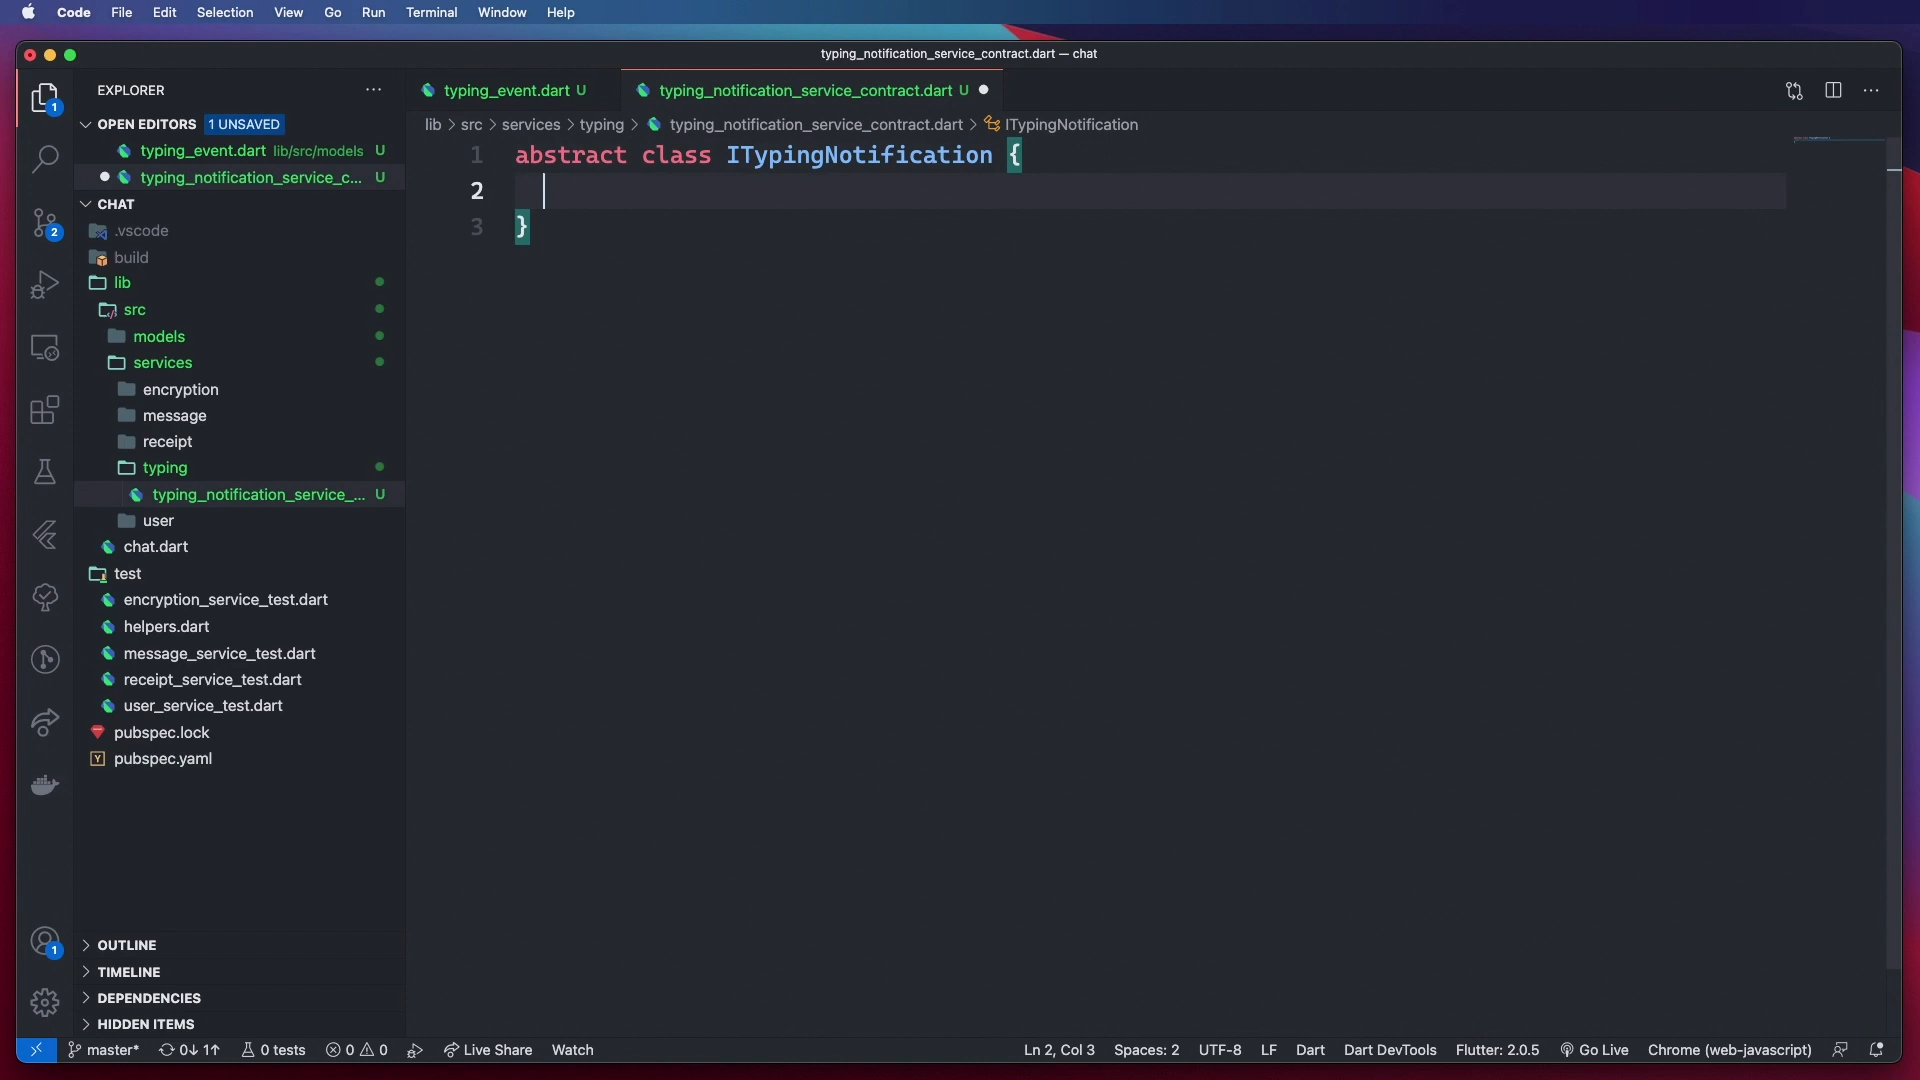 Code File Edit Selection View Go Run Terminal Window Help
typing_notification_service_contract.dart — chat
EXPLORER
typing_event.dart U
typing_notification_service_contract.dart U
OPEN EDITORS 1 UNSAVED
lib > src > services > typing > typing_notification_service_contract.dart > ITypingNotification
typing_event.dart lib/src/models U
typing_notification_service_c... U
1 abstract class ITypingNotification {
2
3 }
CHAT
.vscode
build
lib
src
models
services
encryption
message
receipt
typing
typing_notification_service_... U
user
chat.dart
test
encryption_service_test.dart
helpers.dart
message_service_test.dart
receipt_service_test.dart
user_service_test.dart
pubspec.lock
pubspec.yaml
1
2
1
OUTLINE
TIMELINE
DEPENDENCIES
HIDDEN ITEMS
master* 0↓ 1↑ 0 tests 0 0 Live Share Watch Ln 2, Col 3 Spaces: 2 UTF-8 LF Dart Dart DevTools Flutter: 2.0.5 Go Live Chrome (web-javascript)